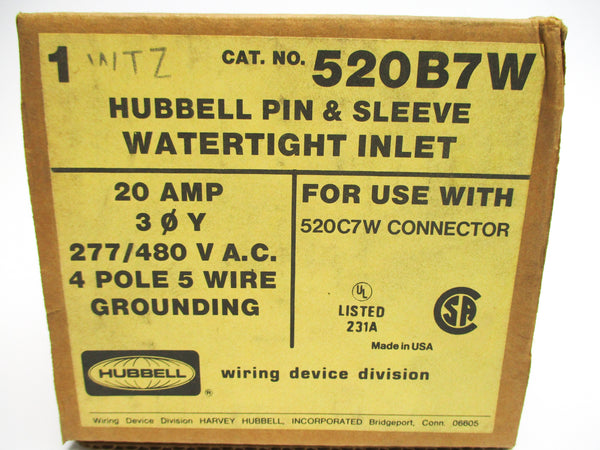 1 WTZ CAT. NO. 520B7W
HUBBELL PIN & SLEEVE
WATERTIGHT INLET
20 AMP
3 Ø Y
277/480 V A.C.
4 POLE 5 WIRE
GROUNDING
FOR USE WITH
520C7W CONNECTOR
UL
LISTED
231A
SA
Made in USA
HUBBELL ®
wiring device division
Wiring Device Division HARVEY HUBBELL, INCORPORATED Bridgeport, Conn. 06605